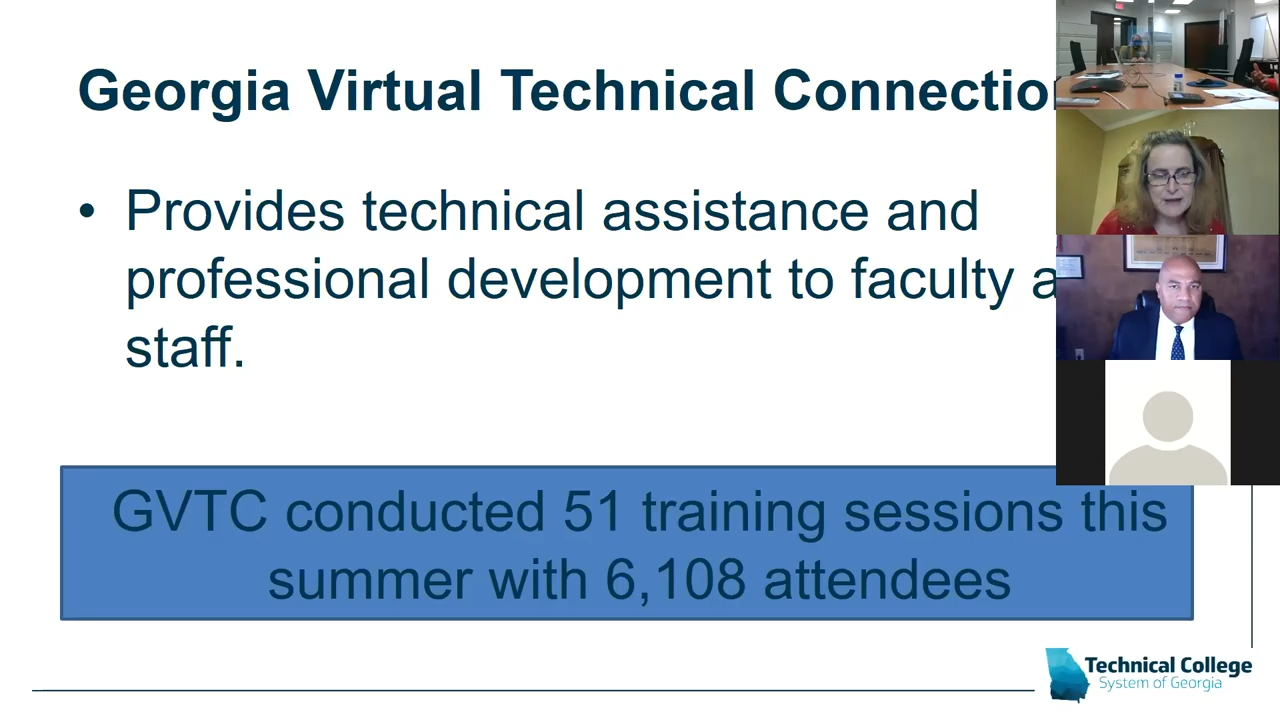 Georgia Virtual Technical Connectio
• Provides technical assistance and
professional development to faculty a
staff.
GVTC conducted 51 training sessions this
summer with 6,108 attendees
Technical College
System of Georgia